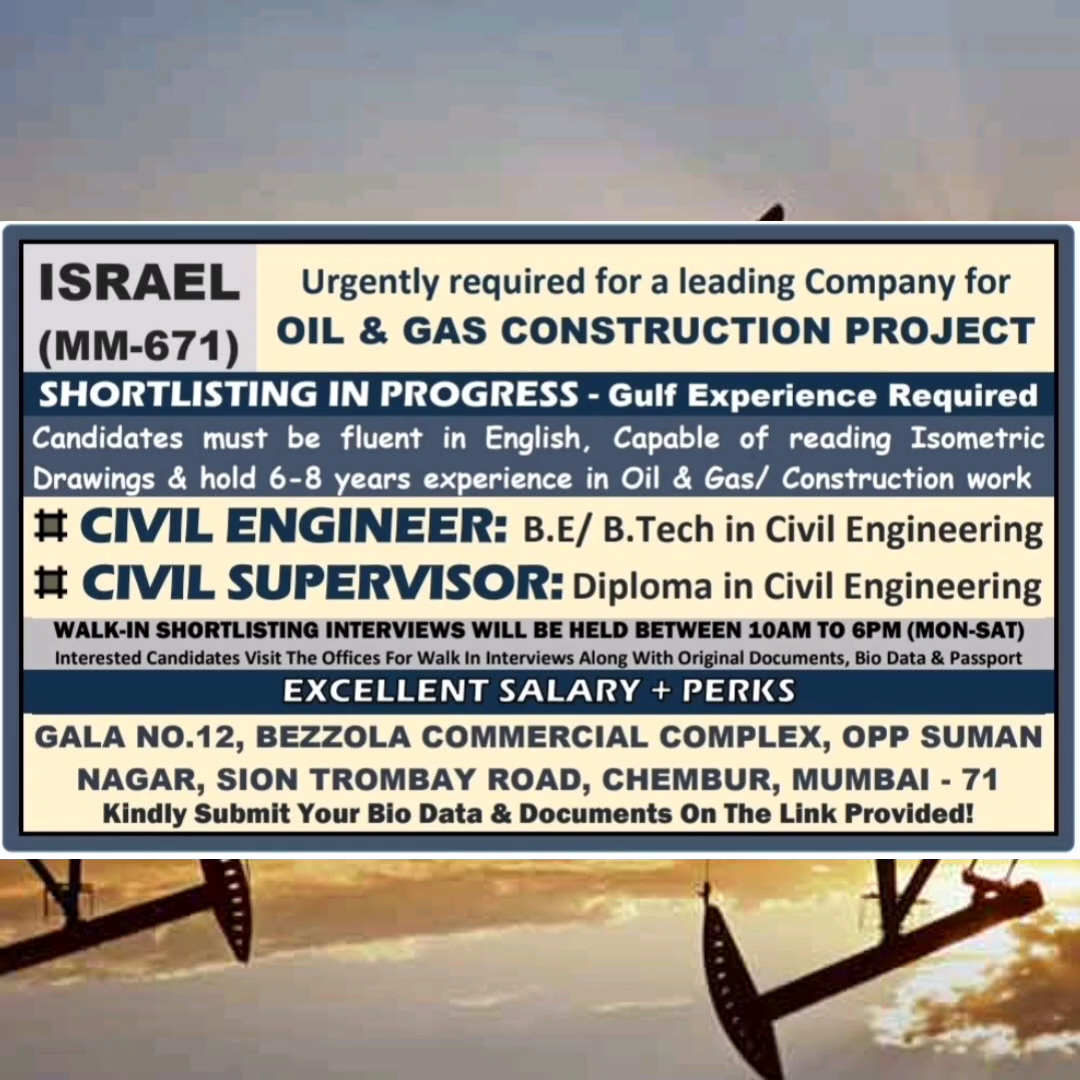 ISRAEL
(MM-671)
Urgently required for a leading Company for
OIL & GAS CONSTRUCTION PROJECT
SHORTLISTING IN PROGRESS - Gulf Experience Required
Candidates must be fluent in English, Capable of reading Isometric
Drawings & hold 6-8 years experience in Oil & Gas/ Construction work
⌗ CIVIL ENGINEER: B.E/ B.Tech in Civil Engineering
⌗ CIVIL SUPERVISOR: Diploma in Civil Engineering
WALK-IN SHORTLISTING INTERVIEWS WILL BE HELD BETWEEN 10AM TO 6PM (MON-SAT)
Interested Candidates Visit The Offices For Walk In Interviews Along With Original Documents, Bio Data & Passport
EXCELLENT SALARY + PERKS
GALA NO.12, BEZZOLA COMMERCIAL COMPLEX, OPP SUMAN
NAGAR, SION TROMBAY ROAD, CHEMBUR, MUMBAI - 71
Kindly Submit Your Bio Data & Documents On The Link Provided!